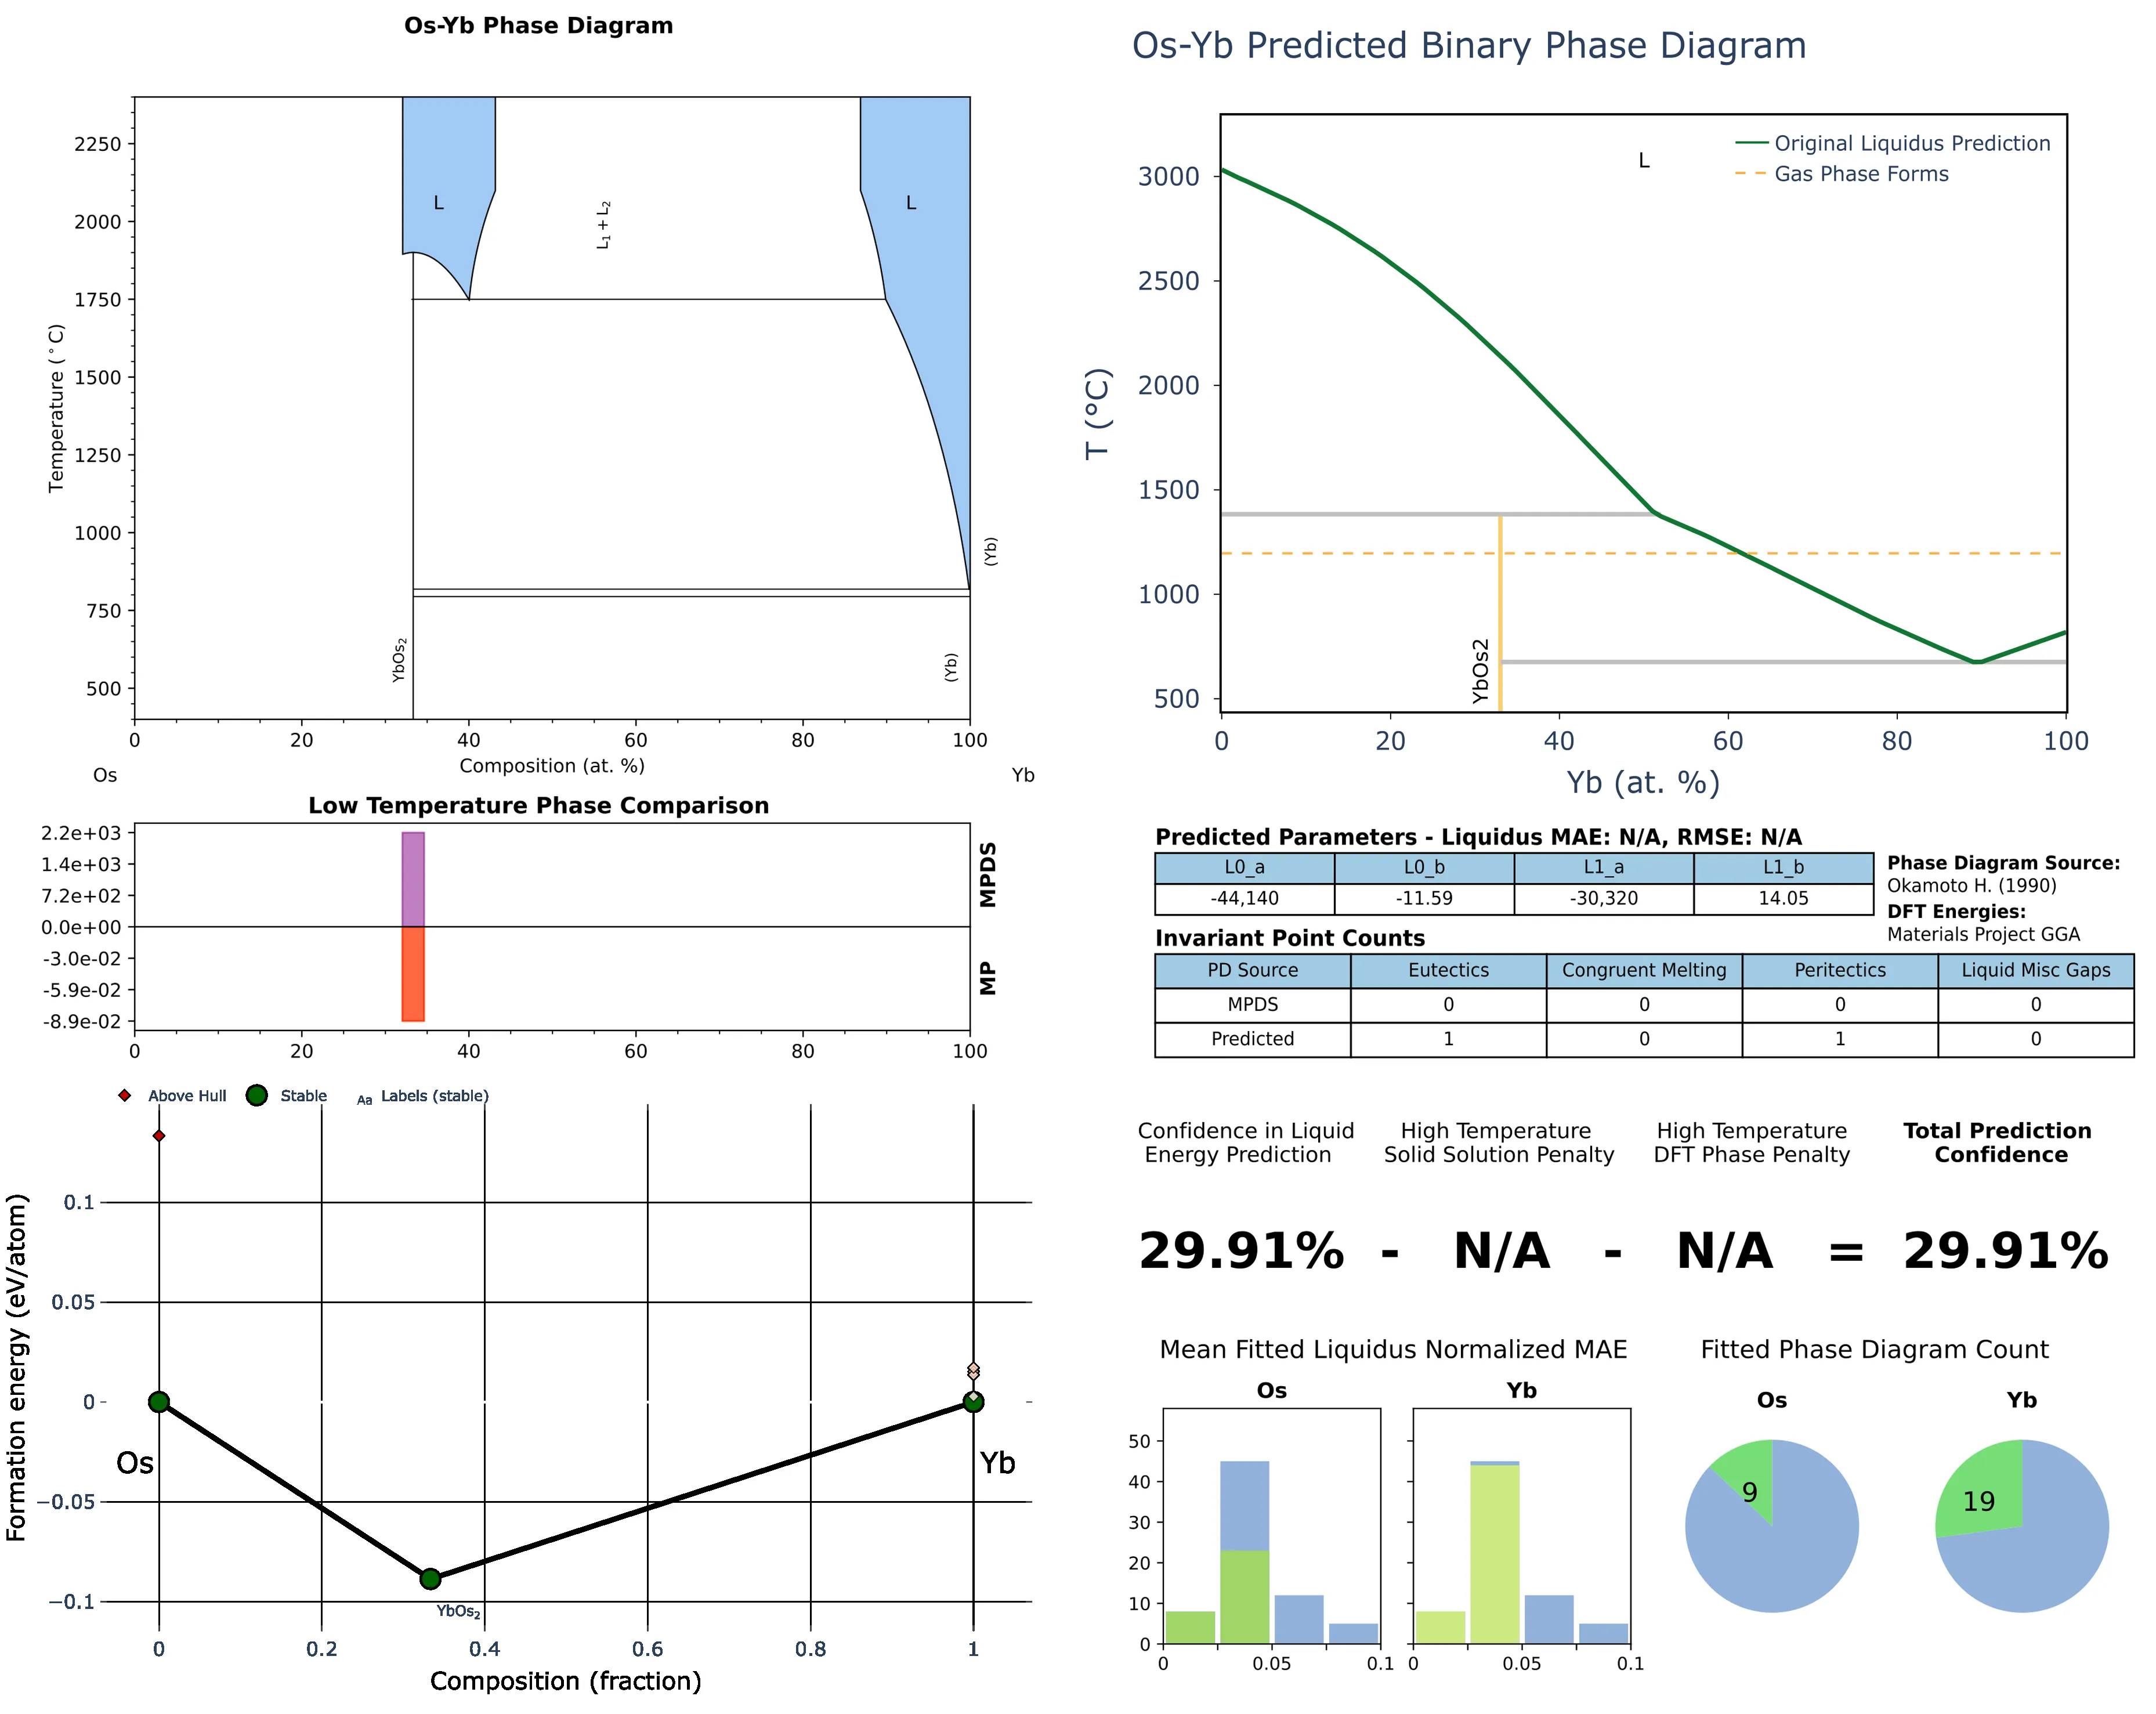 Os-Yb Phase Diagram
2250
2000
1750
1500
1250
1000
750
500
Temperature (°C)
L
L₁ + L₂
L
(Yb)
YbOs₂
(Yb)
0 20 40 60 80 100
Composition (at. %)
Os Yb
Low Temperature Phase Comparison
2.2e+03
1.4e+03
7.2e+02
0.0e+00
-3.0e-02
-5.9e-02
-8.9e-02
MPDS
MP
0 20 40 60 80 100
Above Hull Stable Aa Labels (stable)
Formation energy (eV/atom)
0.1
0.05
0
−0.05
−0.1
Os Yb
YbOs₂
0 0.2 0.4 0.6 0.8 1
Composition (fraction)
Os-Yb Predicted Binary Phase Diagram
L
Original Liquidus Prediction
Gas Phase Forms
T (°C)
3000
2500
2000
1500
1000
500
YbOs2
0 20 40 60 80 100
Yb (at. %)
Predicted Parameters - Liquidus MAE: N/A, RMSE: N/A
L0_a L0_b L1_a L1_b
-44,140 -11.59 -30,320 14.05
Phase Diagram Source:
Okamoto H. (1990)
DFT Energies:
Materials Project GGA
Invariant Point Counts
PD Source Eutectics Congruent Melting Peritectics Liquid Misc Gaps
MPDS 0 0 0 0
Predicted 1 0 1 0
Confidence in Liquid High Temperature High Temperature Total Prediction
Energy Prediction Solid Solution Penalty DFT Phase Penalty Confidence
29.91% - N/A - N/A = 29.91%
Mean Fitted Liquidus Normalized MAE
Os Yb
50
40
30
20
10
0
0 0.05 0.1 0 0.05 0.1
Fitted Phase Diagram Count
Os Yb
9 19